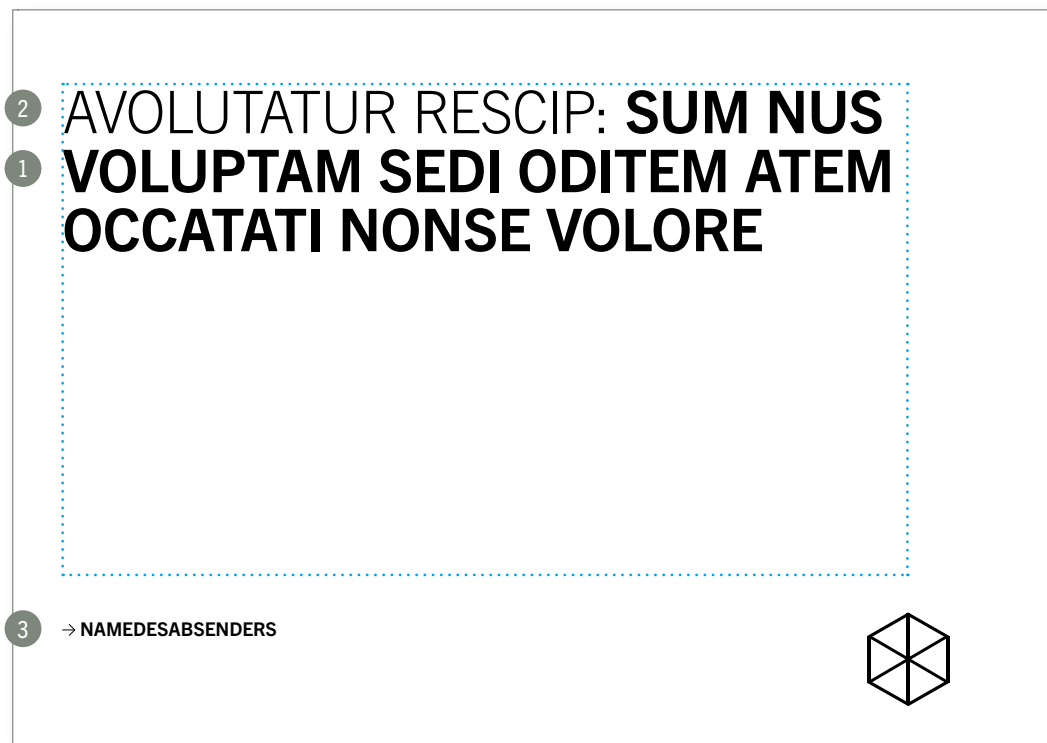 2 AVOLUTATUR RESCIP: SUM NUS
1 VOLUPTAM SEDI ODITEM ATEM
OCCATATI NONSE VOLORE
3 → NAMEDESABSENDERS